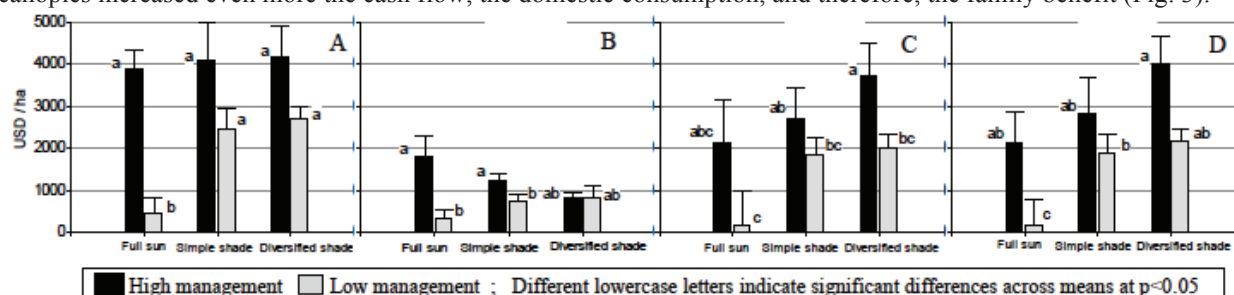 canopies increased even more the cash flow, the domestic consumption, and therefore, the family benefit (Fig. 3).
5000
4000
3000
2000
1000
0
USD / ha
A
a
a
a
b
a
a
Full sun Simple shade Diversified shade
B
a
a
ab
b
b
ab
Full sun Simple shade Diversified shade
C
abc
ab
a
c
bc
bc
Full sun Simple shade Diversified shade
D
ab
ab
a
c
b
ab
Full sun Simple shade Diversified shade
High management Low management ; Different lowercase letters indicate significant differences across means at p<0.05